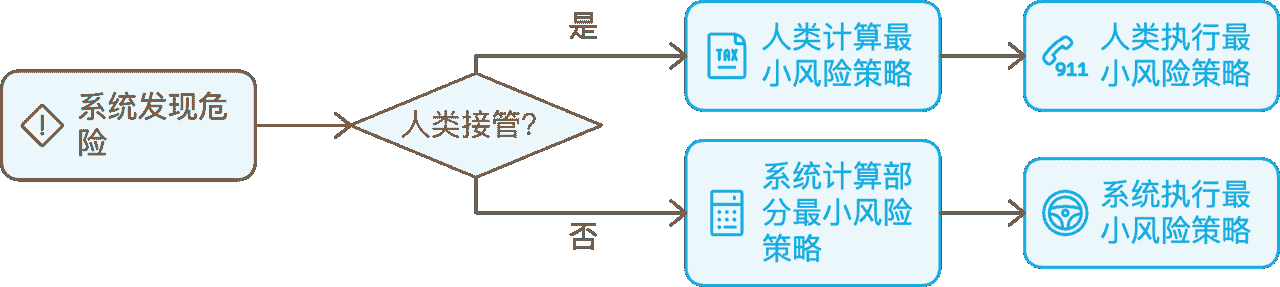 系统发现危
险
人类接管?
是
TAX
人类计算最
小风险策略
911
人类执行最
小风险策略
否
系统计算部
分最小风险
策略
系统执行最
小风险策略